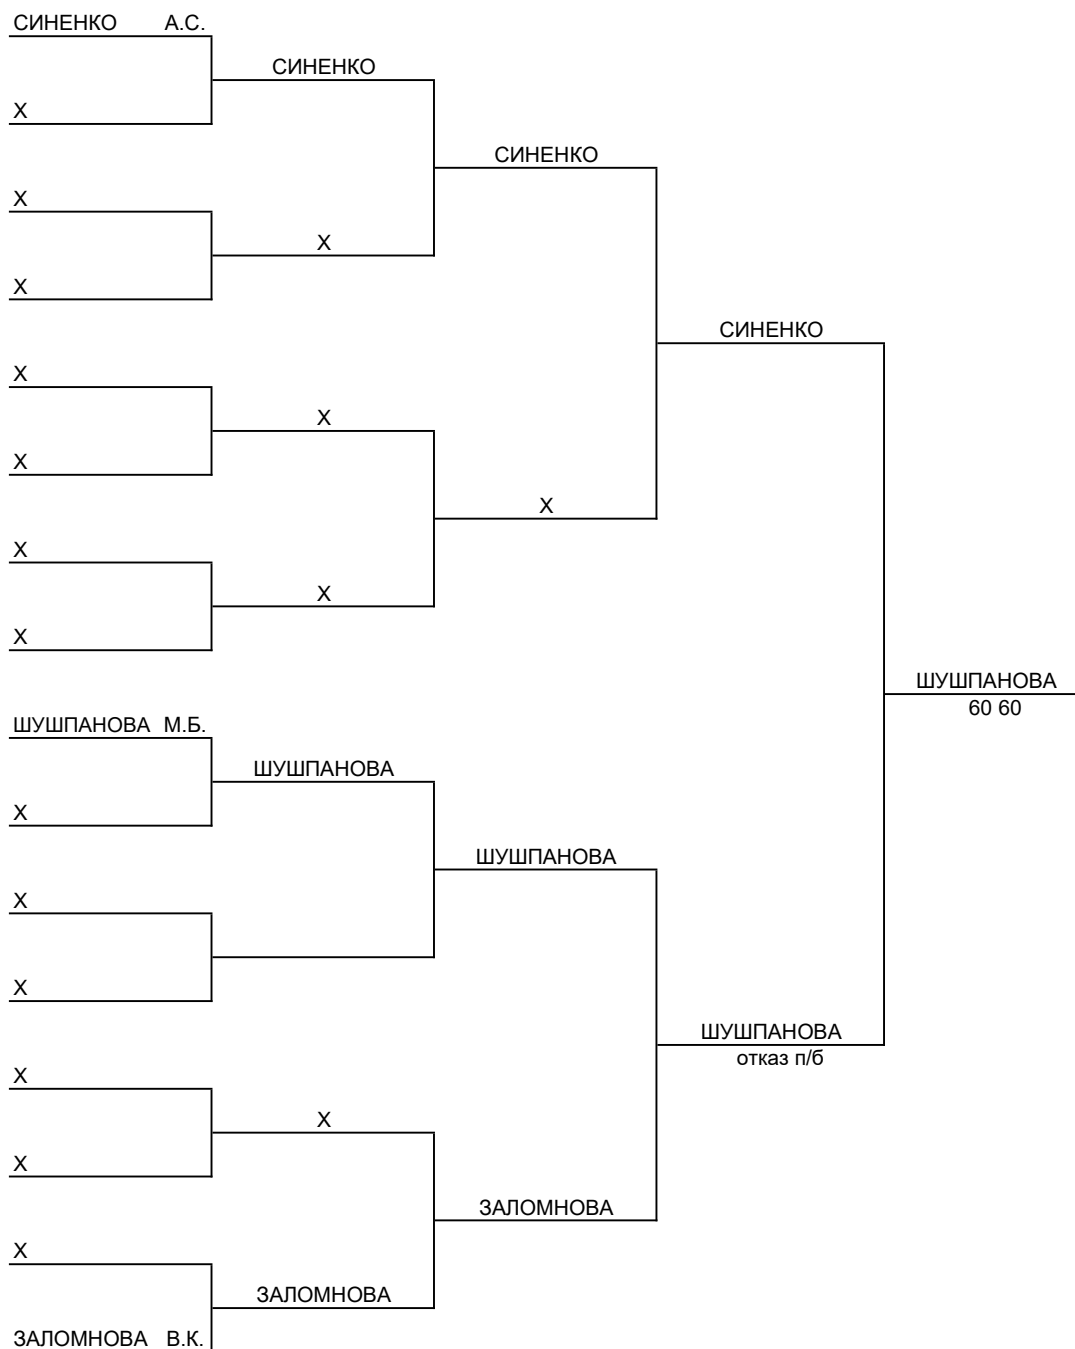 СИНЕНКО А.С.
СИНЕНКО
X
СИНЕНКО
X
X
X
СИНЕНКО
X
X
X
X
X
X
X
ШУШПАНОВА
60 60
ШУШПАНОВА М.Б.
ШУШПАНОВА
X
ШУШПАНОВА
X
X
ШУШПАНОВА
отказ п/б
X
X
X
ЗАЛОМНОВА
X
ЗАЛОМНОВА
ЗАЛОМНОВА В.К.